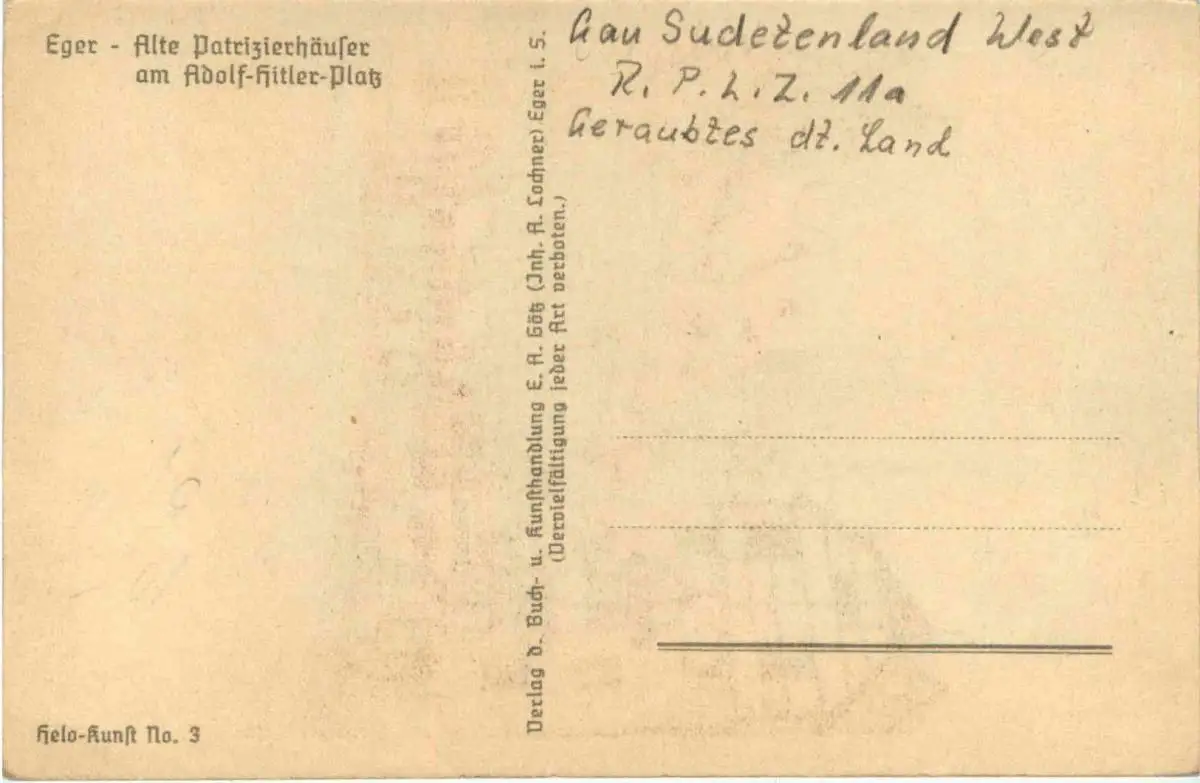 Eger - Alte Patrizierhäuser
am Adolf-Hitler-Platz
Gau Sudetenland West
R. P. L. Z. 11a
Geraubtes dt. Land
Verlag d. Buch- u. Kunsthandlung E. A. Götz (Inh. A. Lochner) Eger i. S.
(Vervielfältigung jeder Art verboten.)
Helo-Kunst No. 3